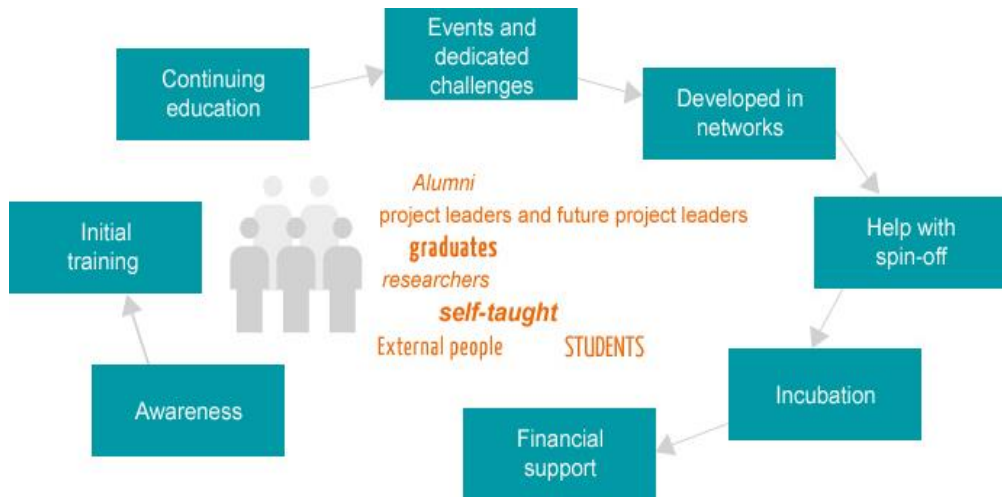 Events and
dedicated
challenges
Continuing
education
Developed in
networks
Alumni
project leaders and future project leaders
graduates
researchers
self-taught
External people
STUDENTS
Initial
training
Help with
spin-off
Awareness
Incubation
Financial
support